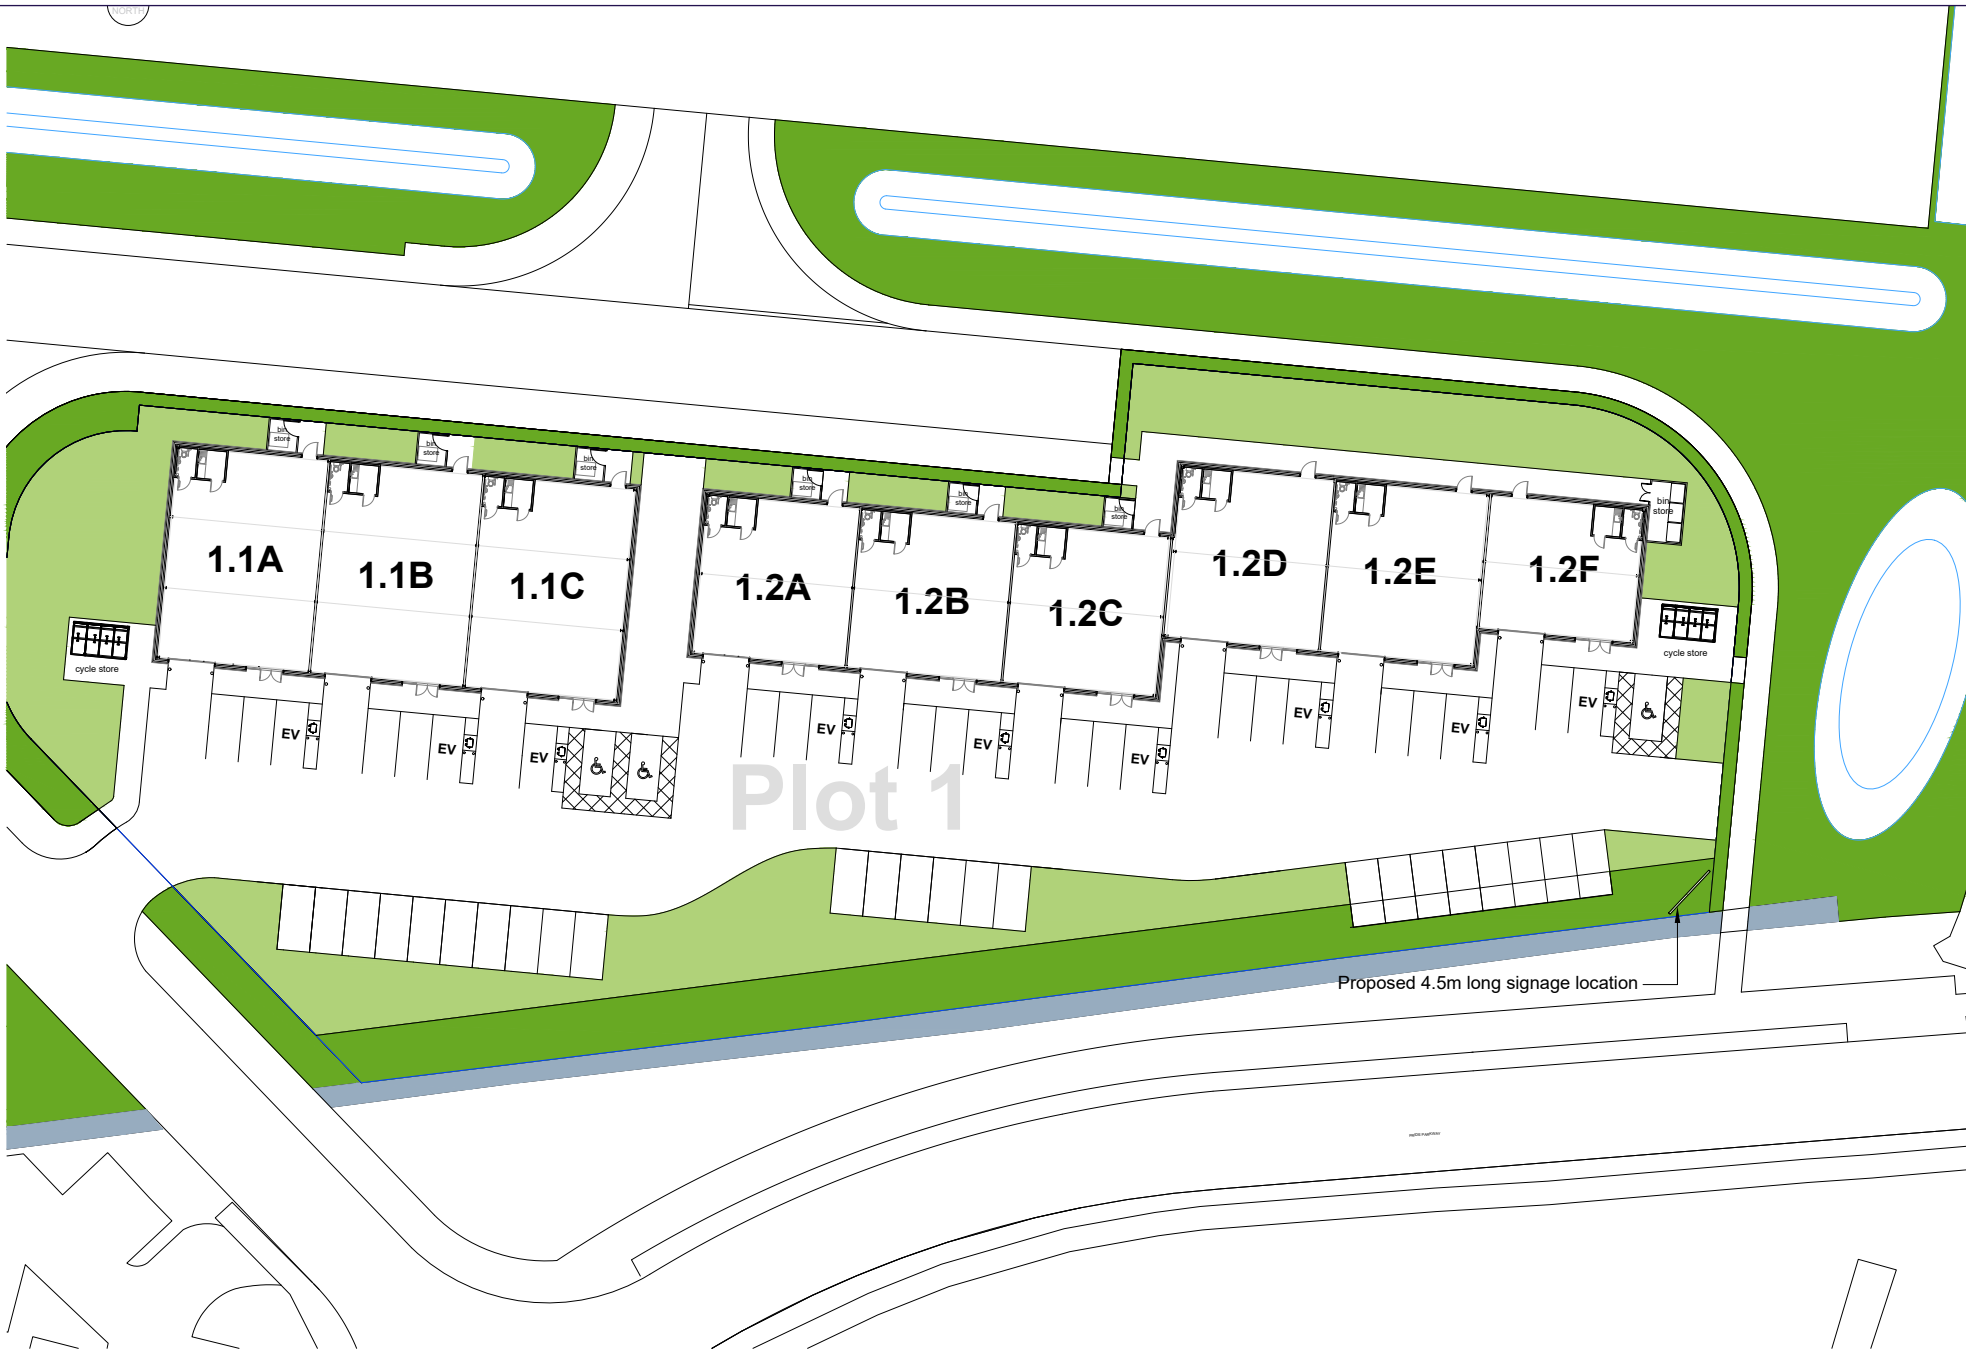 NORTH
bin
store
bin
store
bin
store
bin
store
bin
store
bin
store
bin
store
1.1A
1.1B
1.1C
1.2A
1.2B
1.2C
1.2D
1.2E
1.2F
cycle store
cycle store
EV
EV
EV
EV
EV
EV
EV
EV
EV
Plot 1
Proposed 4.5m long signage location